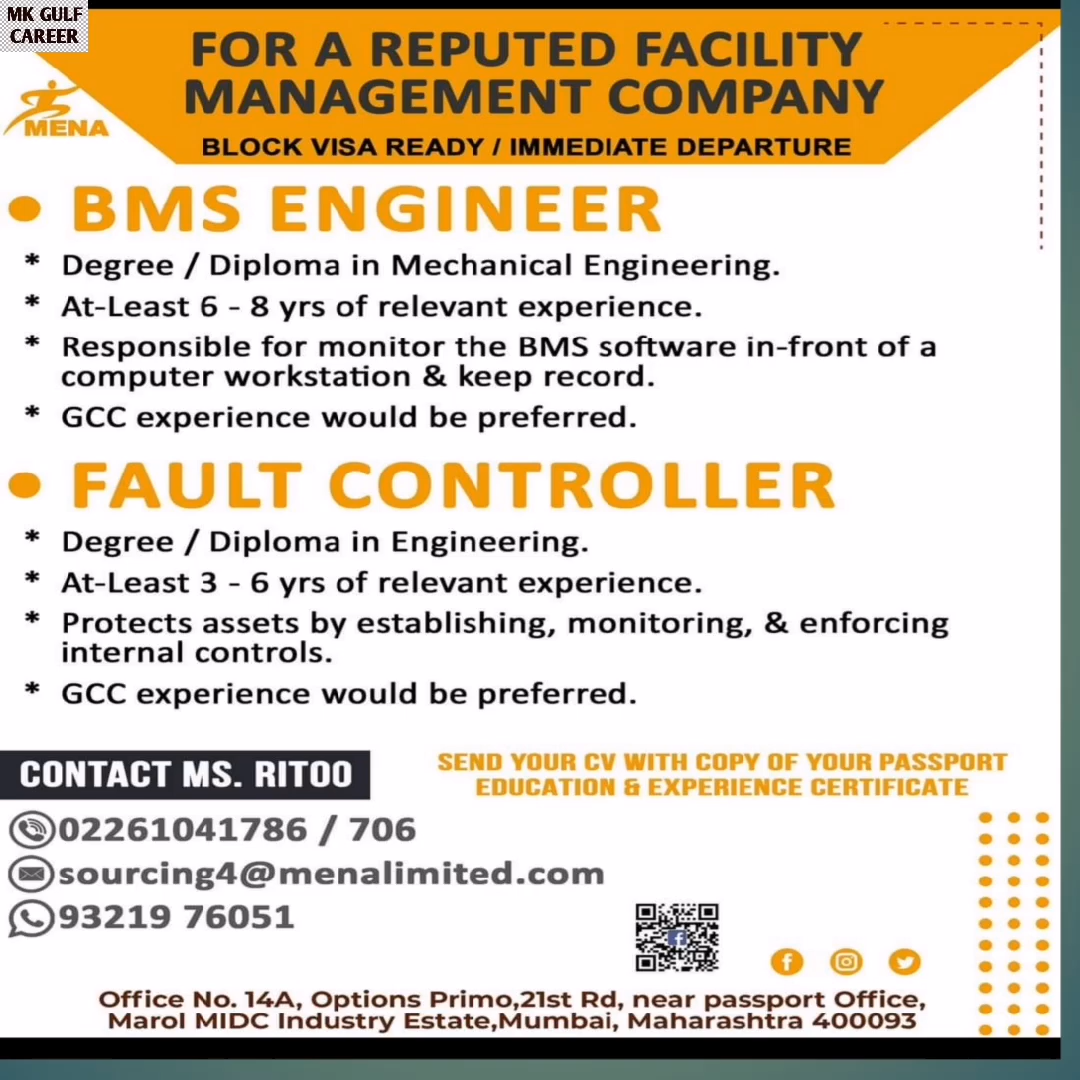 MK GULF
CAREER
FOR A REPUTED FACILITY
MANAGEMENT COMPANY
MENA
BLOCK VISA READY / IMMEDIATE DEPARTURE
• BMS ENGINEER
* Degree / Diploma in Mechanical Engineering.
* At-Least 6 - 8 yrs of relevant experience.
* Responsible for monitor the BMS software in-front of a
computer workstation & keep record.
* GCC experience would be preferred.
• FAULT CONTROLLER
* Degree / Diploma in Engineering.
* At-Least 3 - 6 yrs of relevant experience.
* Protects assets by establishing, monitoring, & enforcing
internal controls.
* GCC experience would be preferred.
CONTACT MS. RITOO
SEND YOUR CV WITH COPY OF YOUR PASSPORT
EDUCATION & EXPERIENCE CERTIFICATE
02261041786 / 706
sourcing4@menalimited.com
93219 76051
Office No. 14A, Options Primo,21st Rd, near passport Office,
Marol MIDC Industry Estate,Mumbai, Maharashtra 400093